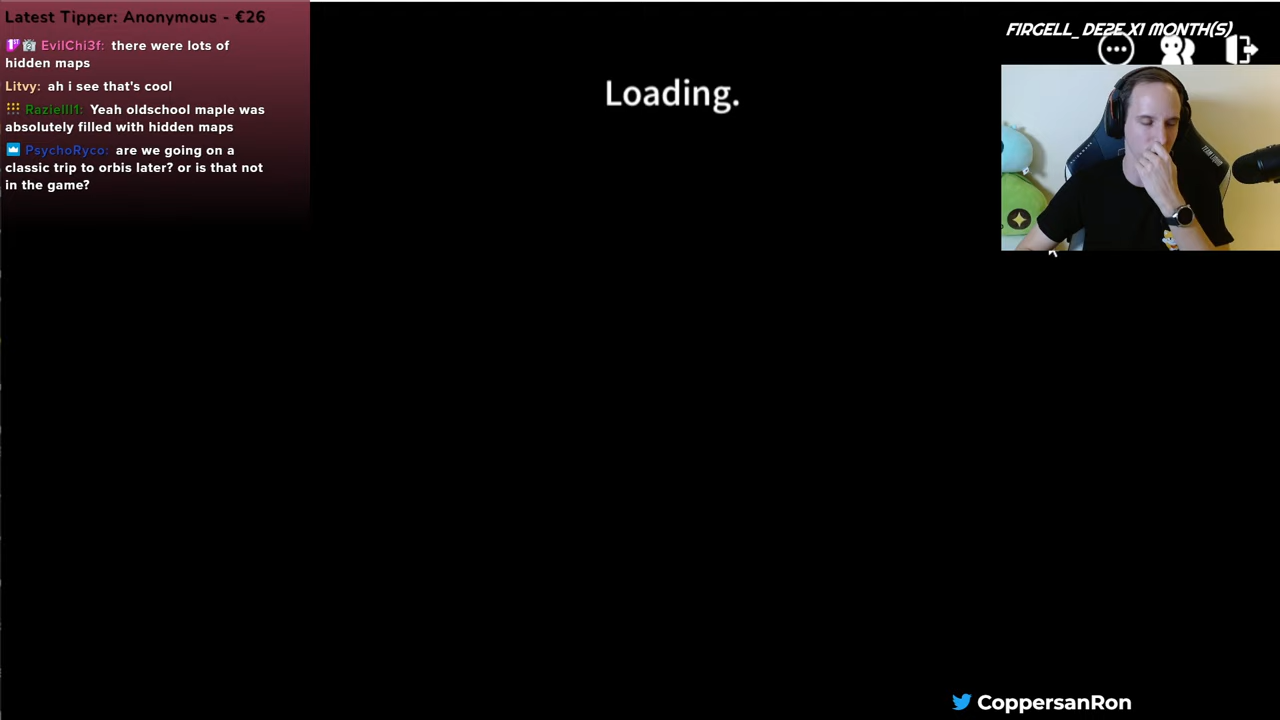 Latest Tipper: Anonymous - €26
EvilChi3f: there were lots of
hidden maps
Litvy: ah i see that's cool
Razielll1: Yeah oldschool maple was
absolutely filled with hidden maps
PsychoRyco: are we going on a
classic trip to orbis later? or is that not
in the game?
Loading.
FIRGELL_DEZE X1 MONTH(S)
CoppersanRon